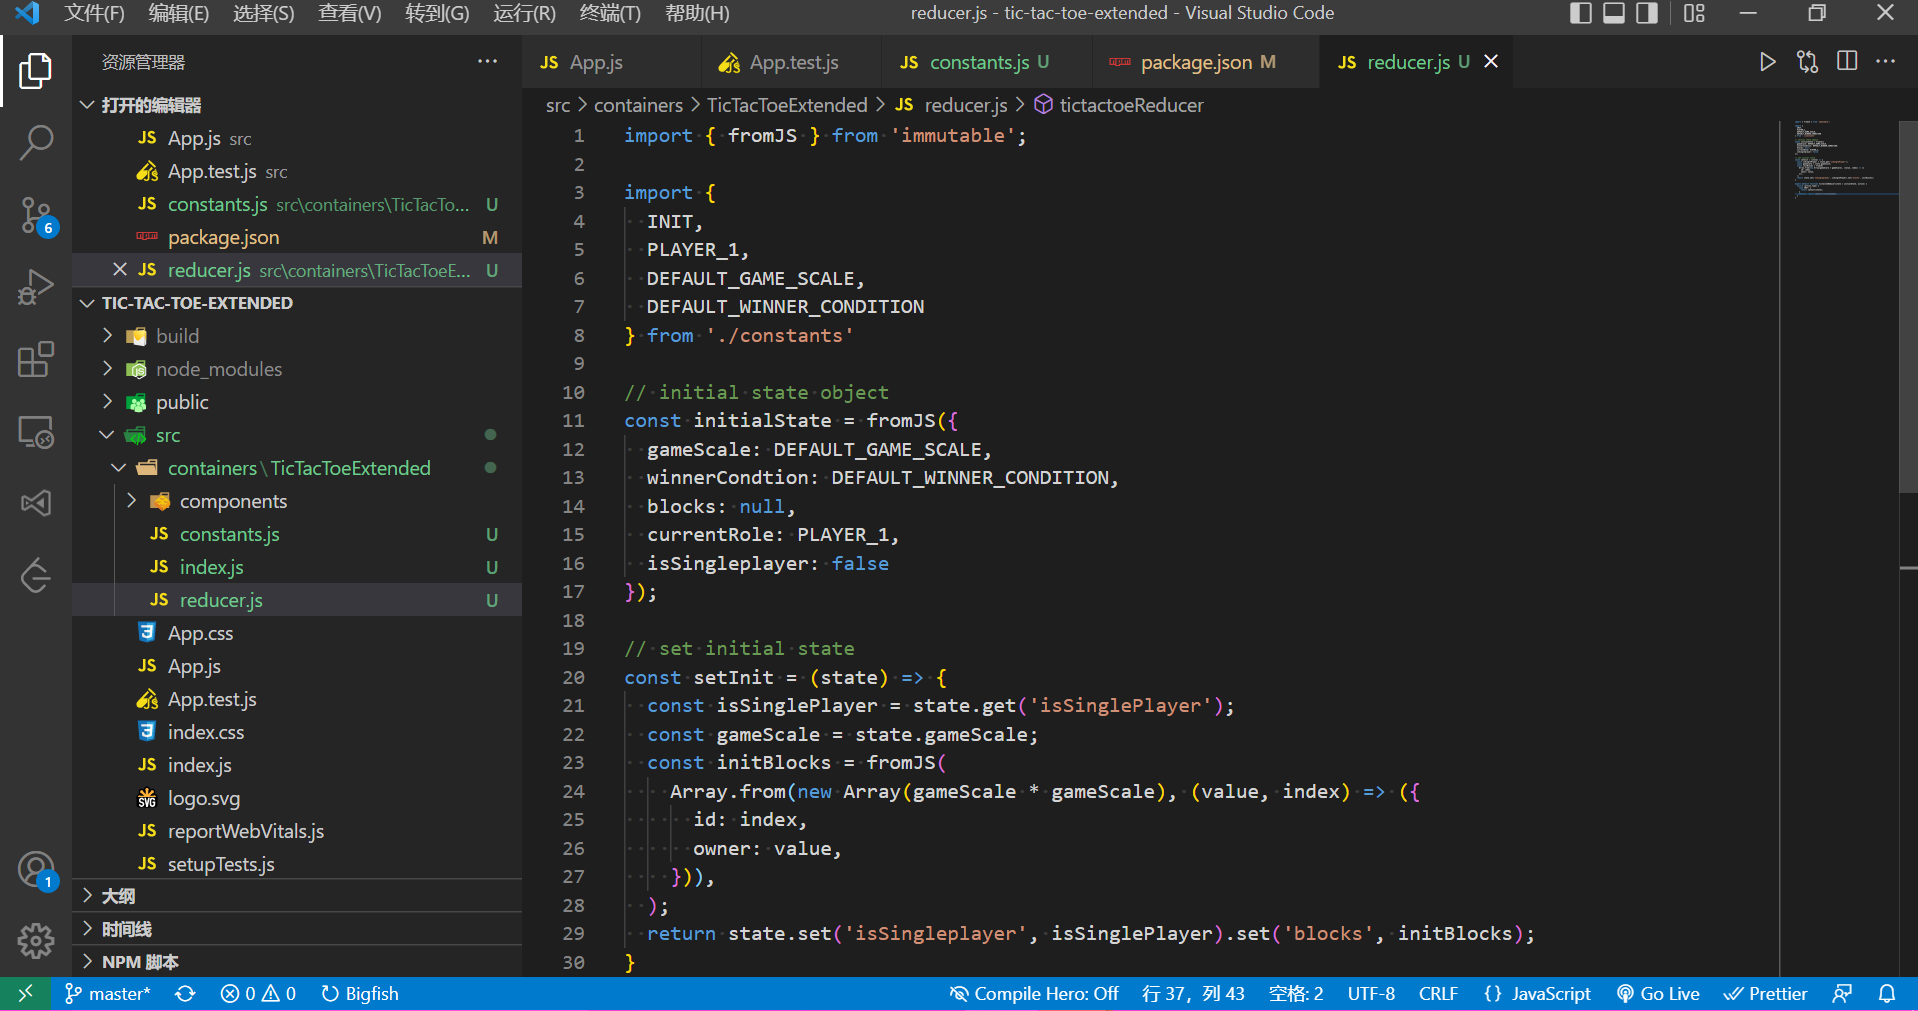 文件(F) 编辑(E) 选择(S) 查看(V) 转到(G) 运行(R) 终端(T) 帮助(H) reducer.js - tic-tac-toe-extended - Visual Studio Code
资源管理器 ···
打开的编辑器
JS App.js src
App.test.js src
JS constants.js src\containers\TicTacTo... U
npm package.json M
JS reducer.js src\containers\TicTacToeE... U
TIC-TAC-TOE-EXTENDED
build
node_modules
public
src
containers\TicTacToeExtended
components
JS constants.js U
JS index.js U
JS reducer.js U
App.css
JS App.js
App.test.js
index.css
JS index.js
SVG logo.svg
JS reportWebVitals.js
JS setupTests.js
大纲
时间线
NPM 脚本
6
1
JS App.js App.test.js JS constants.js U npm package.json M JS reducer.js U
src > containers > TicTacToeExtended > JS reducer.js > tictactoeReducer
1 import { fromJS } from 'immutable';
2
3 import {
4 INIT,
5 PLAYER_1,
6 DEFAULT_GAME_SCALE,
7 DEFAULT_WINNER_CONDITION
8 } from './constants'
9
10 // initial state object
11 const initialState = fromJS({
12 gameScale: DEFAULT_GAME_SCALE,
13 winnerCondtion: DEFAULT_WINNER_CONDITION,
14 blocks: null,
15 currentRole: PLAYER_1,
16 isSingleplayer: false
17 });
18
19 // set initial state
20 const setInit = (state) => {
21 const isSinglePlayer = state.get('isSinglePlayer');
22 const gameScale = state.gameScale;
23 const initBlocks = fromJS(
24 Array.from(new Array(gameScale * gameScale), (value, index) => ({
25 id: index,
26 owner: value,
27 })),
28 );
29 return state.set('isSingleplayer', isSinglePlayer).set('blocks', initBlocks);
30 }
master* 0 0 Bigfish Compile Hero: Off 行 37, 列 43 空格: 2 UTF-8 CRLF {} JavaScript Go Live Prettier